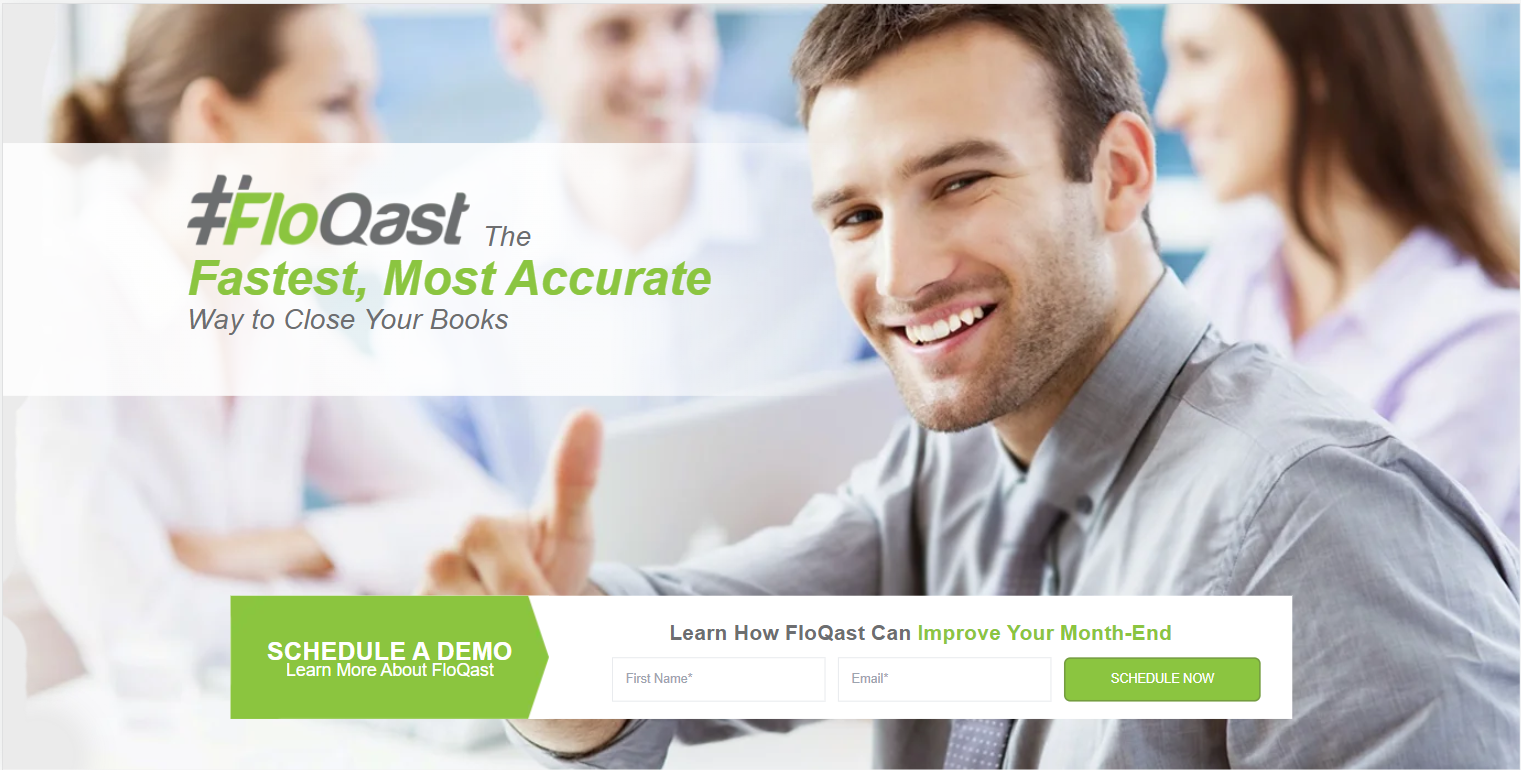 #FloQast The
Fastest, Most Accurate
Way to Close Your Books
SCHEDULE A DEMO
Learn More About FloQast
Learn How FloQast Can Improve Your Month-End
First Name*
Email*
SCHEDULE NOW